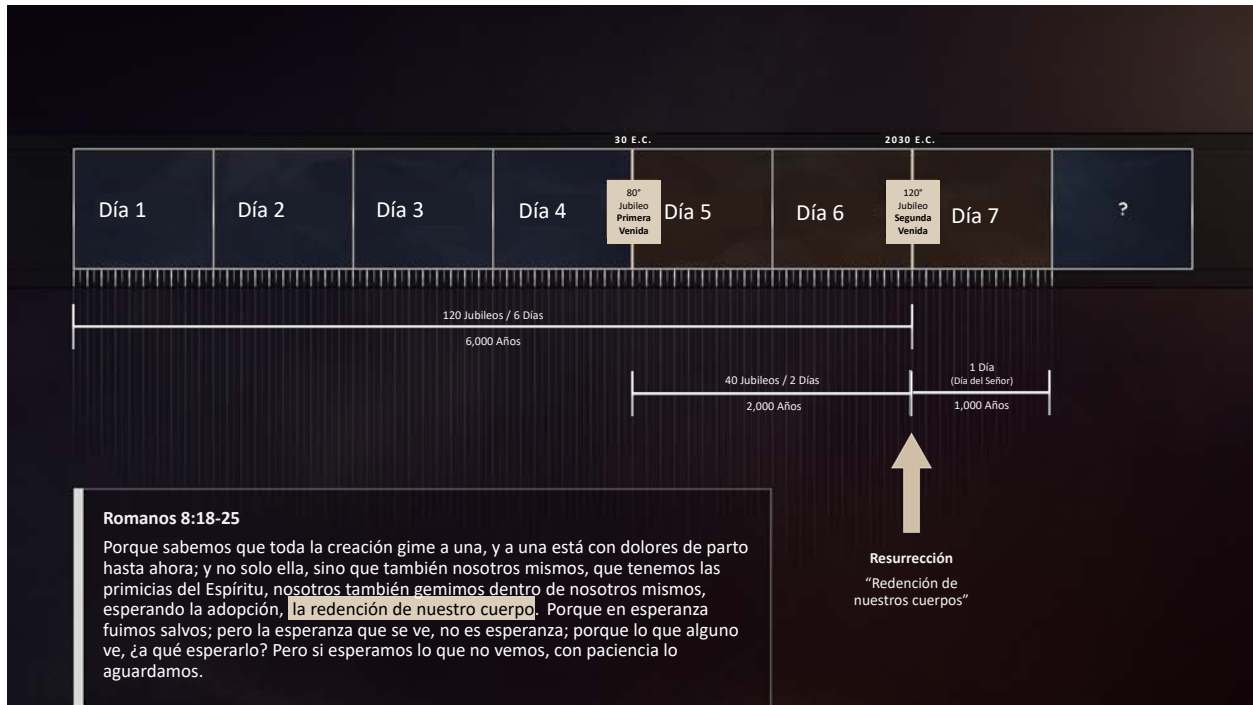 30 E.C.
2030 E.C.
Día 1
Día 2
Día 3
Día 4
80°
Jubileo
Primera
Venida
Día 5
Día 6
120°
Jubileo
Segunda
Venida
Día 7
?
120 Jubileos / 6 Días
6,000 Años
40 Jubileos / 2 Días
2,000 Años
1 Día
(Día del Señor)
1,000 Años
Romanos 8:18-25
Porque sabemos que toda la creación gime a una, y a una está con dolores de parto
hasta ahora; y no solo ella, sino que también nosotros mismos, que tenemos las
primicias del Espíritu, nosotros también gemimos dentro de nosotros mismos,
esperando la adopción, la redención de nuestro cuerpo. Porque en esperanza
fuimos salvos; pero la esperanza que se ve, no es esperanza; porque lo que alguno
ve, ¿a qué esperarlo? Pero si esperamos lo que no vemos, con paciencia lo
aguardamos.
Resurrección
“Redención de
nuestros cuerpos”